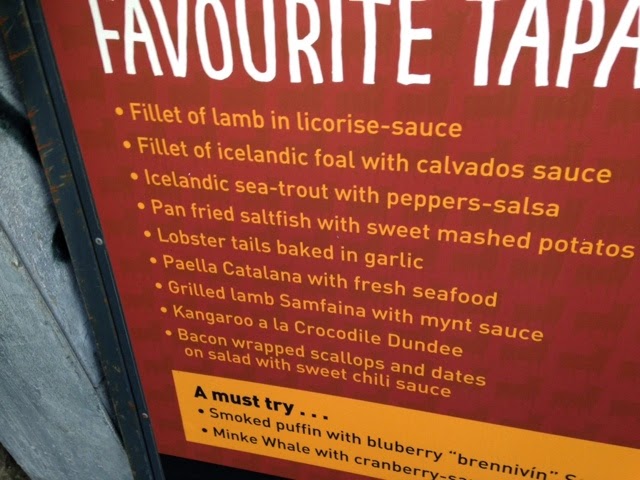 FAVOURITE TAPA
• Fillet of lamb in licorise-sauce
• Fillet of icelandic foal with calvados sauce
• Icelandic sea-trout with peppers-salsa
• Pan fried saltfish with sweet mashed potatos
• Lobster tails baked in garlic
• Paella Catalana with fresh seafood
• Grilled lamb Samfaina with mynt sauce
• Kangaroo a la Crocodile Dundee
• Bacon wrapped scallops and dates
on salad with sweet chili sauce
A must try . . .
• Smoked puffin with bluberry "brennivín"
• Minke Whale with cranberry-sa